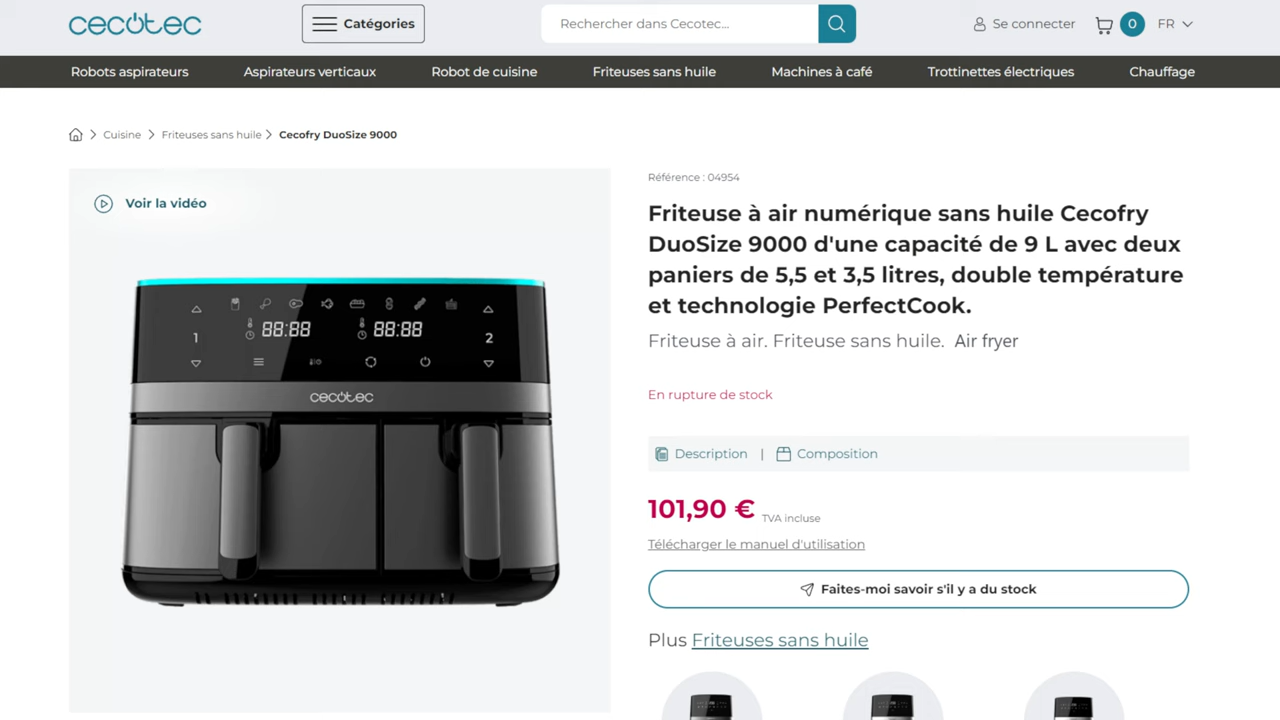 cecotec
Catégories
Rechercher dans Cecotec...
Se connecter
0
FR
Robots aspirateurs
Aspirateurs verticaux
Robot de cuisine
Friteuses sans huile
Machines à café
Trottinettes électriques
Chauffage
Cuisine
Friteuses sans huile
Cecofry DuoSize 9000
Voir la vidéo
88:88
88:88
1
2
cecotec
Référence : 04954
Friteuse à air numérique sans huile Cecofry
DuoSize 9000 d'une capacité de 9 L avec deux
paniers de 5,5 et 3,5 litres, double température
et technologie PerfectCook.
Friteuse à air. Friteuse sans huile. Air fryer
En rupture de stock
Description | Composition
101,90 € TVA incluse
Télécharger le manuel d'utilisation
Faites-moi savoir s'il y a du stock
Plus Friteuses sans huile